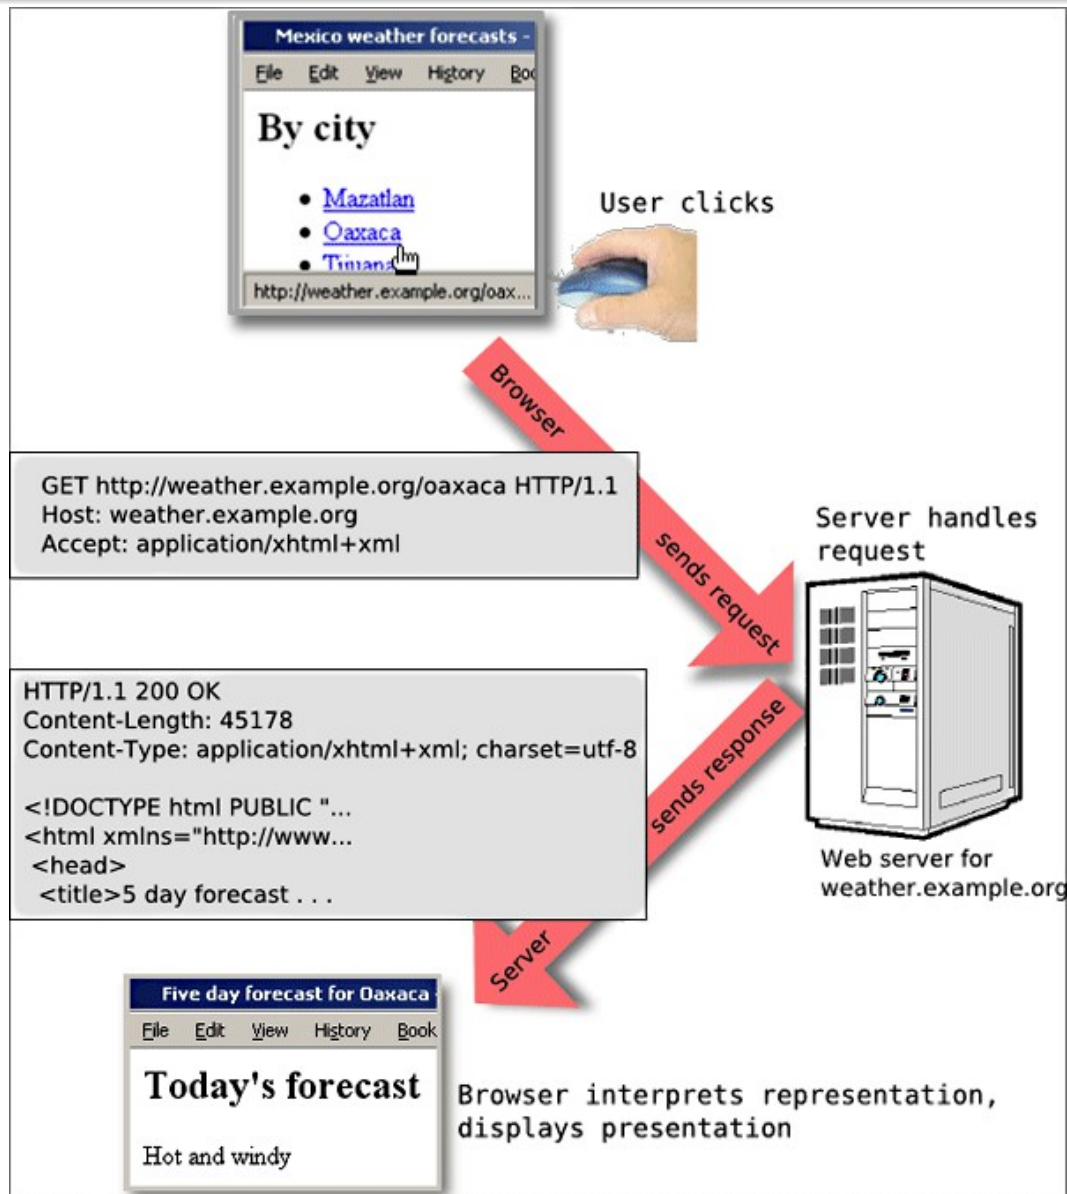 Mexico weather forecasts -
File Edit View History Boo
By city
• Mazatlan
• Oaxaca
• Tijuana
http://weather.example.org/oax...
User clicks
Browser sends request
GET http://weather.example.org/oaxaca HTTP/1.1
Host: weather.example.org
Accept: application/xhtml+xml
Server handles
request
Web server for
weather.example.org
Server sends response
HTTP/1.1 200 OK
Content-Length: 45178
Content-Type: application/xhtml+xml; charset=utf-8
<!DOCTYPE html PUBLIC "...
<html xmlns="http://www...
<head>
<title>5 day forecast . . .
Five day forecast for Oaxaca -
File Edit View History Book
Today's forecast
Hot and windy
Browser interprets representation,
displays presentation